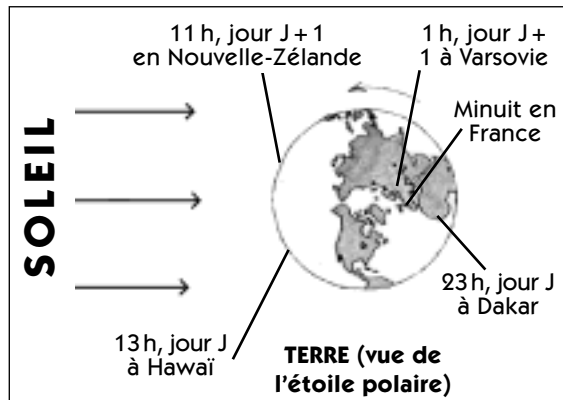 11 h, jour J + 1
en Nouvelle-Zélande
1 h, jour J +
1 à Varsovie
Minuit en
France
SOLEIL
23 h, jour J
à Dakar
13 h, jour J
à Hawaï
TERRE (vue de
l'étoile polaire)